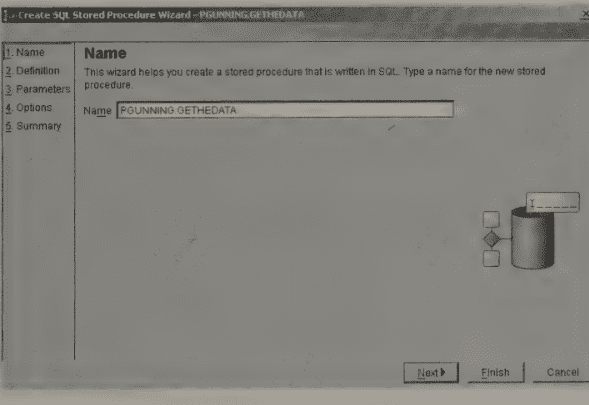 Create SQL Stored Procedure Wizard - PGUNNING.GETHEDATA
1. Name
2. Definition
3. Parameters
4. Options
5. Summary
Name
This wizard helps you create a stored procedure that is written in SQL. Type a name for the new stored
procedure.
Name PGUNNING.GETHEDATA
Next
Finish
Cancel